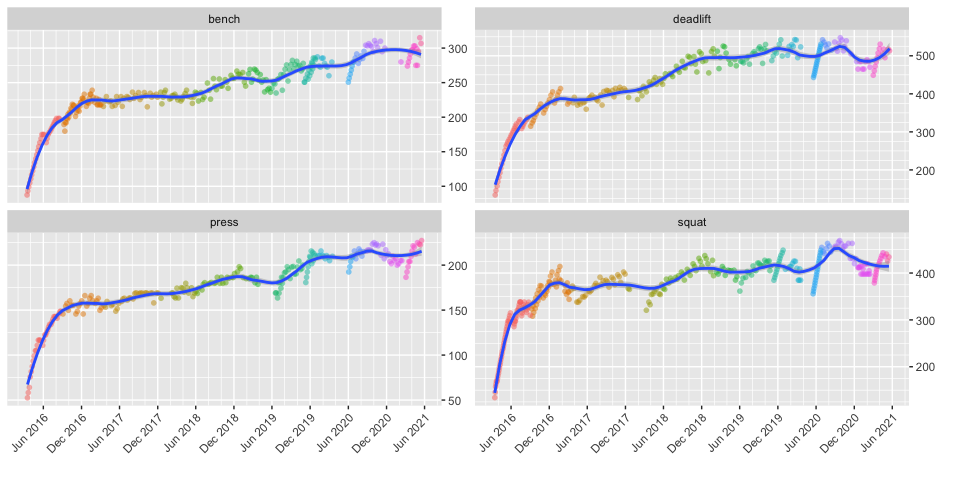 bench
deadlift
300
250
200
150
100
500
400
300
200
press
squat
200
150
100
50
400
300
200
Jun 2016
Dec 2016
Jun 2017
Dec 2017
Jun 2018
Dec 2018
Jun 2019
Dec 2019
Jun 2020
Dec 2020
Jun 2021
Jun 2016
Dec 2016
Jun 2017
Dec 2017
Jun 2018
Dec 2018
Jun 2019
Dec 2019
Jun 2020
Dec 2020
Jun 2021